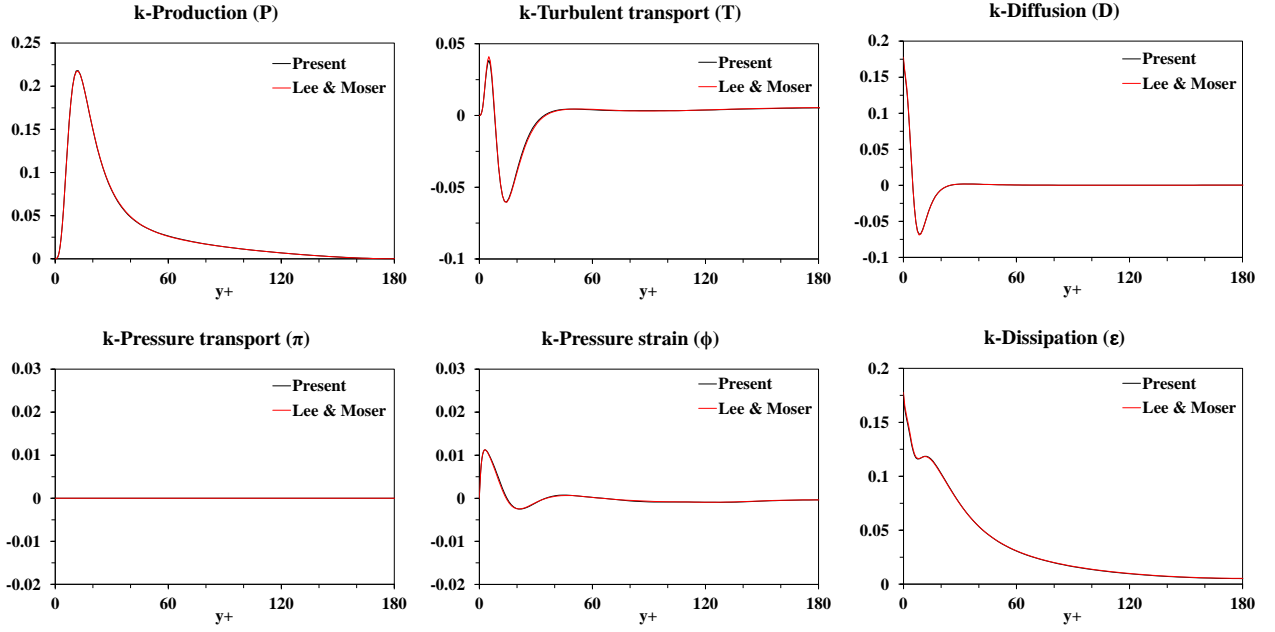 k-Production (P)
0.25
0.2
0.15
0.1
0.05
0
0
60
120
180
y+
Present
Lee & Moser
k-Turbulent transport (T)
0.05
0
-0.05
-0.1
0
60
120
180
y+
Present
Lee & Moser
k-Diffusion (D)
0.2
0.15
0.1
0.05
0
-0.05
-0.1
0
60
120
180
y+
Present
Lee & Moser
k-Pressure transport (π)
0.03
0.02
0.01
0
-0.01
-0.02
0
60
120
180
y+
Present
Lee & Moser
k-Pressure strain (ϕ)
0.03
0.02
0.01
0
-0.01
-0.02
0
60
120
180
y+
Present
Lee & Moser
k-Dissipation (ε)
0.2
0.15
0.1
0.05
0
0
60
120
180
y+
Present
Lee & Moser